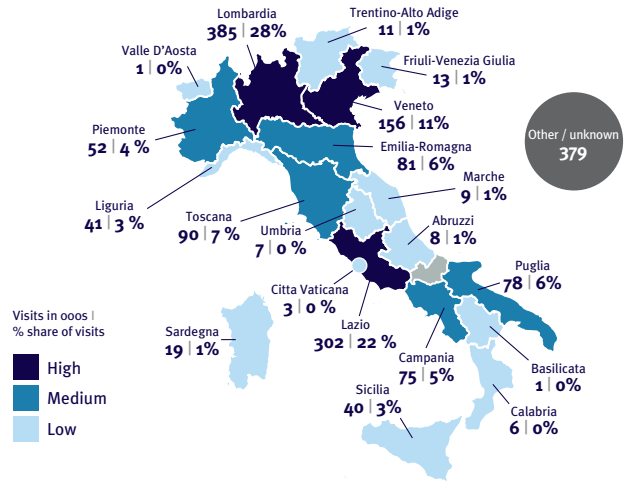 Lombardia
385 | 28%
Trentino-Alto Adige
11 | 1%
Valle D’Aosta
1 | 0%
Friuli-Venezia Giulia
13 | 1%
Veneto
156 | 11%
Piemonte
52 | 4 %
Emilia-Romagna
81 | 6%
Other / unknown
379
Marche
9 | 1%
Liguria
41 | 3 %
Toscana
90 | 7 %
Umbria
7 | 0 %
Abruzzi
8 | 1%
Puglia
78 | 6%
Citta Vaticana
3 | 0 %
Lazio
302 | 22 %
Visits in 000s |
% share of visits
High
Medium
Low
Sardegna
19 | 1%
Campania
75 | 5%
Basilicata
1 | 0%
Sicilia
40 | 3%
Calabria
6 | 0%